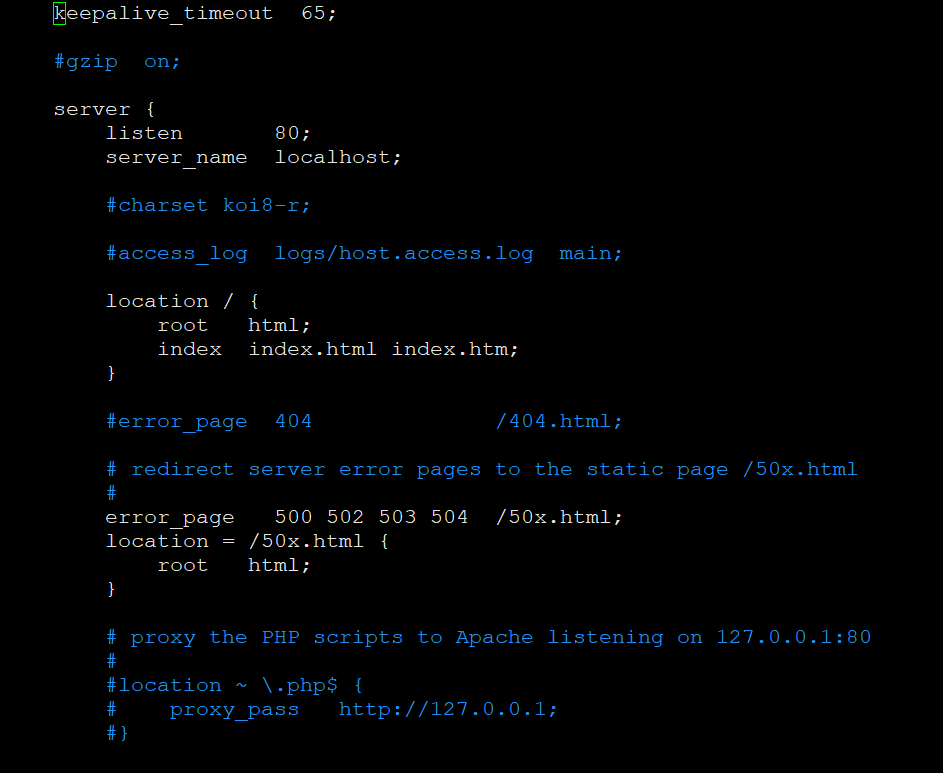 keepalive_timeout  65;
#gzip  on;
server {
listen       80;
server_name  localhost;
#charset koi8-r;
#access_log  logs/host.access.log  main;
location / {
root   html;
index  index.html index.htm;
}
#error_page  404              /404.html;
# redirect server error pages to the static page /50x.html
#
error_page   500 502 503 504  /50x.html;
location = /50x.html {
root   html;
}
# proxy the PHP scripts to Apache listening on 127.0.0.1:80
#
#location ~ \.php$ {
#    proxy_pass   http://127.0.0.1;
#}